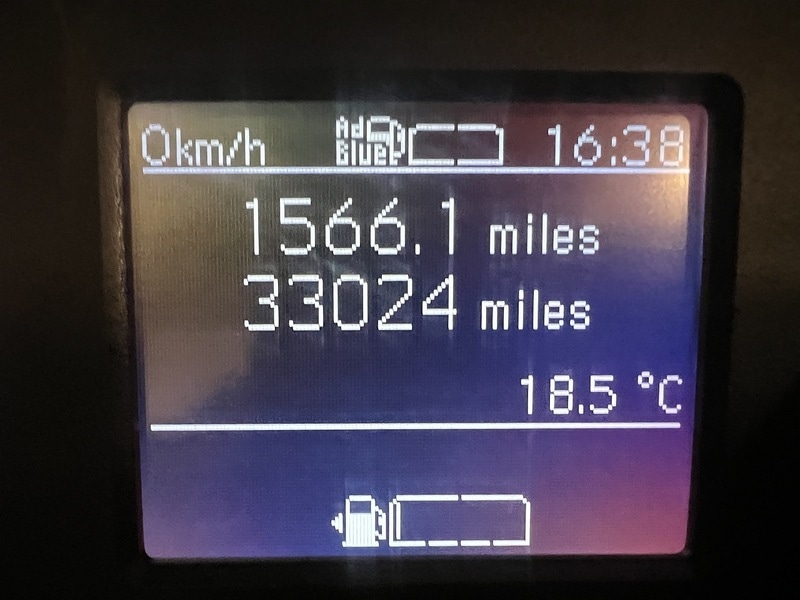 0km/h Ad Blue 16:38
1566.1 miles
33024 miles
18.5 °C